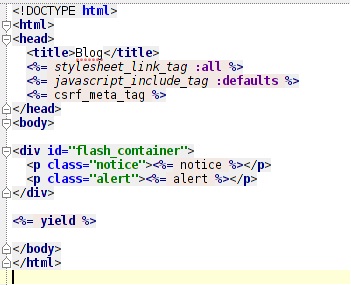 <!DOCTYPE html>
<html>
<head>
  <title>Blog</title>
  <%= stylesheet_link_tag :all %>
  <%= javascript_include_tag :defaults %>
  <%= csrf_meta_tag %>
</head>
<body>

<div id="flash_container">
  <p class="notice"><%= notice %></p>
  <p class="alert"><%= alert %></p>
</div>

<%= yield %>

</body>
</html>